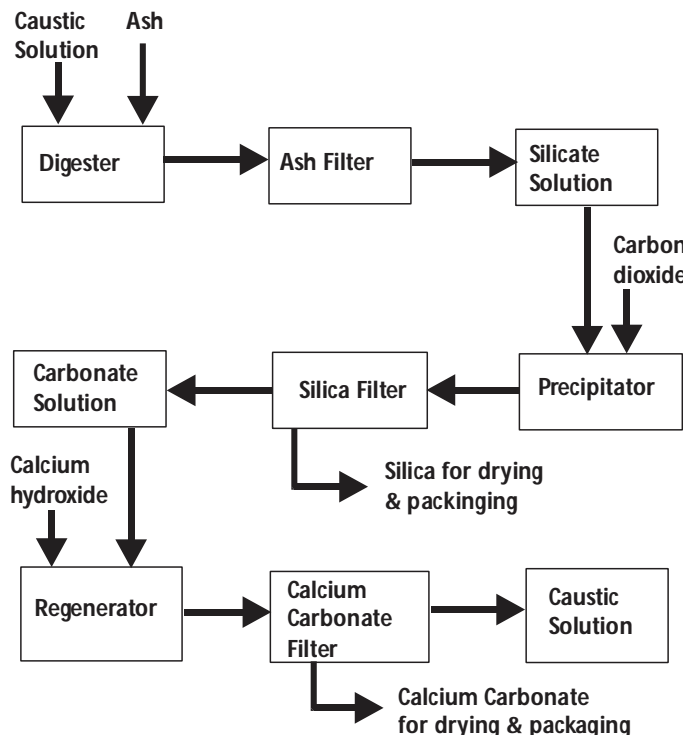 Caustic
Solution
Ash
Digester
Ash Filter
Silicate
Solution
Carbon
dioxide
Carbonate
Solution
Silica Filter
Precipitator
Calcium
hydroxide
Silica for drying
& packinging
Regenerator
Calcium
Carbonate
Filter
Caustic
Solution
Calcium Carbonate
for drying & packaging